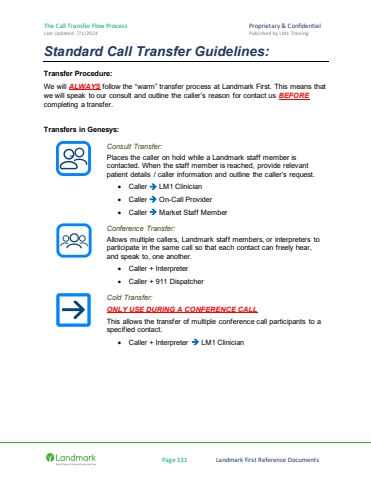 The Call Transfer Flow Process
Proprietary & Confidential
Last Updated: 7/1/2024
Published by LM1 Training
Standard Call Transfer Guidelines:
Transfer Procedure:
We will ALWAYS follow the “warm” transfer process at Landmark First. This means that
we will speak to our consult and outline the caller’s reason for contact us BEFORE
completing a transfer.
Transfers in Genesys:
Consult Transfer:
Places the caller on hold while a Landmark staff member is
contacted. When the staff member is reached, provide relevant
patient details / caller information and outline the caller’s request.
• Caller → LM1 Clinician
• Caller → On-Call Provider
• Caller → Market Staff Member
Conference Transfer:
Allows multiple callers, Landmark staff members, or interpreters to
participate in the same call so that each contact can freely hear,
and speak to, one another.
• Caller + Interpreter
• Caller + 911 Dispatcher
Cold Transfer:
ONLY USE DURING A CONFERENCE CALL
This allows the transfer of multiple conference call participants to a
specified contact.
• Caller + Interpreter → LM1 Clinician
Landmark
Page 131
Landmark First Reference Documents